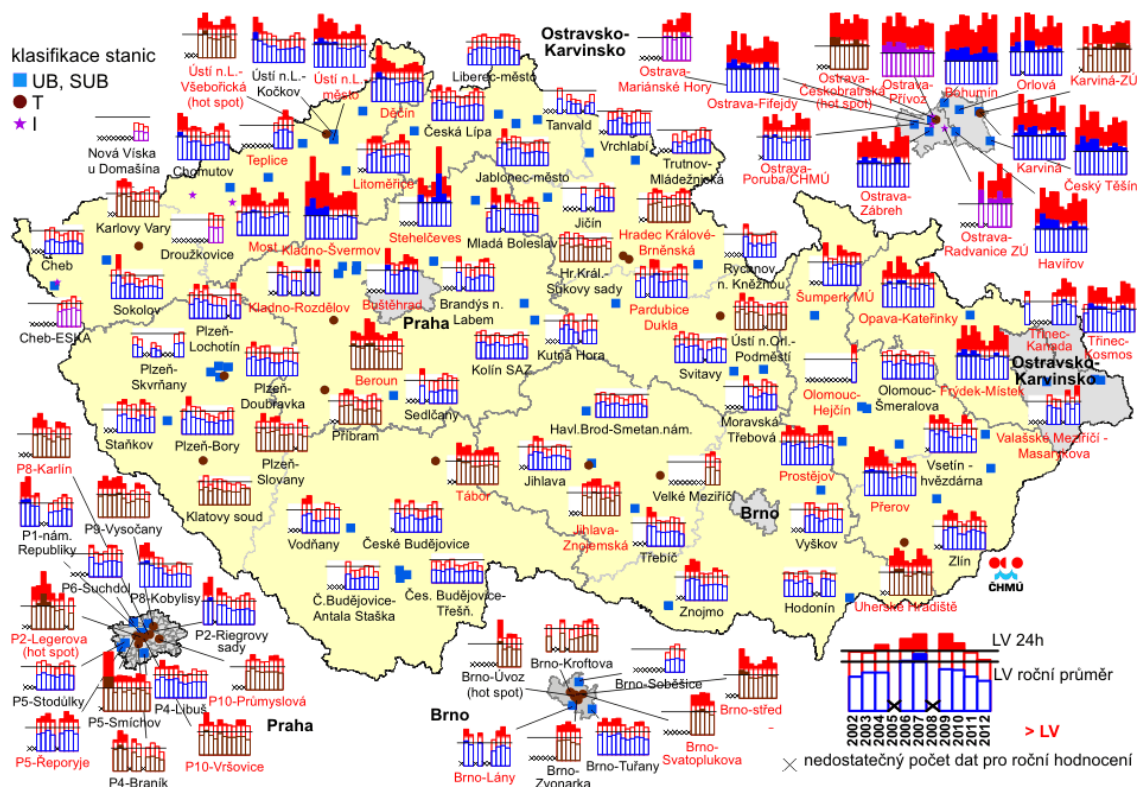 klasifikace stanic
UB, SUB
T
I
Ústí n.L.-
Všebořická
(hot spot)
Ústí n.L.-
Kočkov
Ústí n.L.-
město
Liberec-město
Ostravsko-
Karvinsko
Ostrava-
Mariánské Hory
Ostrava-Fifejdy
Ostrava-
Českobratrská
(hot spot)
Ostrava-
Přívoz
Bohumín
Orlová
Karviná-ZÚ
Nová Víska
u Domašína
Chomutov
Teplice
Děčín
Česká Lípa
Litoměřice
Tanvald
Vrchlabí
Trutnov-
Mládežnická
Jablonec-město
Ostrava-
Poruba/CHMÚ
Ostrava-
Zábřeh
Karviná
Český Těšín
Ostrava-
Radvanice ZÚ
Havířov
Karlovy Vary
Droužkovice
Most
Kladno-Švermov
Stehelčeves
Mladá Boleslav
Jičín
Hradec Králové-
Brněnská
Hr.Král.-
Sukovy sady
Rychnov
n. Kněžnou
Šumperk MÚ
Opava-Kateřinky
Cheb
Sokolov
Cheb-ESKA
Plzeň-
Lochotín
Kladno-Rozdělov
Buštěhrad
Praha
Brandýs n.
Labem
Kutná Hora
Pardubice
Dukla
Ústí n.Orl.-
Podměstí
Třinec-
Kanada
Třinec-
Kosmos
Ostravsko-
Karvinsko
Plzeň-
Skvrňany
Plzeň-
Doubravka
Beroun
Sedlčany
Kolín SAZ
Svitavy
Olomouc-
Hejčín
Olomouc-
Šmeralova
Frýdek-Místek
Staňkov
Plzeň-Bory
Plzeň-
Slovany
Příbram
Havl.Brod-Smetan.nám.
Moravská
Třebová
Valašské Meziříčí -
Masarykova
P8-Karlín
P9-Vysočany
Klatovy soud
Tábor
Jihlava
Velké Meziříčí
Prostějov
Přerov
Vsetín -
hvězdárna
P1-nám.
Republiky
P6-Suchdol
P8-Kobylisy
Vodňany
České Budějovice
Jihlava-
Znojemská
Třebíč
Brno
Vyškov
Zlín
P2-Legerova
(hot spot)
P2-Riegrovy
sady
Č.Budějovice-
Antala Staška
Čes. Budějovice-
Třešň.
Znojmo
Hodonín
Uherské Hradiště
ČHMÚ
P5-Stodůlky
P5-Smíchov
P4-Libuš
P10-Průmyslová
Praha
P5-Řeporyje
P4-Braník
P10-Vršovice
Brno-Úvoz
(hot spot)
Brno-Kroftova
Brno-Soběšice
Brno-střed
-
Brno
Brno-Lány
Brno-
Zvonarka
Brno-Tuřany
Brno-
Svatoplukova
LV 24h
LV roční průměr
2002
2003
2004
2005
2006
2007
2008
2009
2010
2011
2012
> LV
nedostatečný počet dat pro roční hodnocení